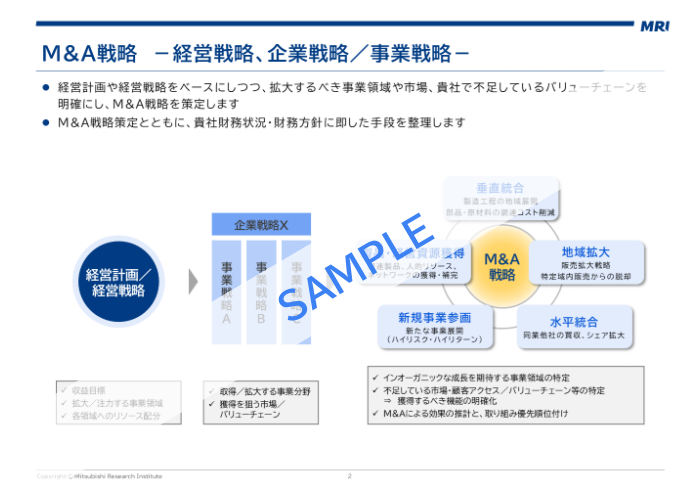 MRI
M&A戦略 －経営戦略、企業戦略／事業戦略－
● 経営計画や経営戦略をベースにしつつ、拡大するべき事業領域や市場、貴社で不足しているバリューチェーンを
明確にし、M&A戦略を策定します
● M&A戦略策定とともに、貴社財務状況・財務方針に即した手段を整理します
垂直統合
製造工程の地域展開
部品・原材料の調達コスト削減
企業戦略X
経営計画／
経営戦略
事業戦略A
事業戦略B
事業戦略C
SAMPLE
資源獲得
製品、人的リソース、
ネットワークの獲得・補完
M&A
戦略
地域拡大
販売拡大戦略
特定域内販売からの脱却
新規事業参画
新たな事業展開
（ハイリスク・ハイリターン）
水平統合
同業他社の買収、シェア拡大
✓ 収益目標
✓ 拡大／注力する事業領域
✓ 各領域へのリソース配分
✓ 取得／拡大する事業分野
✓ 獲得を狙う市場／
バリューチェーン
✓ インオーガニックな成長を期待する事業領域の特定
✓ 不足している市場・顧客アクセス／バリューチェーン等の特定
⇒ 獲得するべき機能の明確化
✓ M&Aによる効果の推計と、取り組み優先順位付け
Copyright © Mitsubishi Research Institute
2